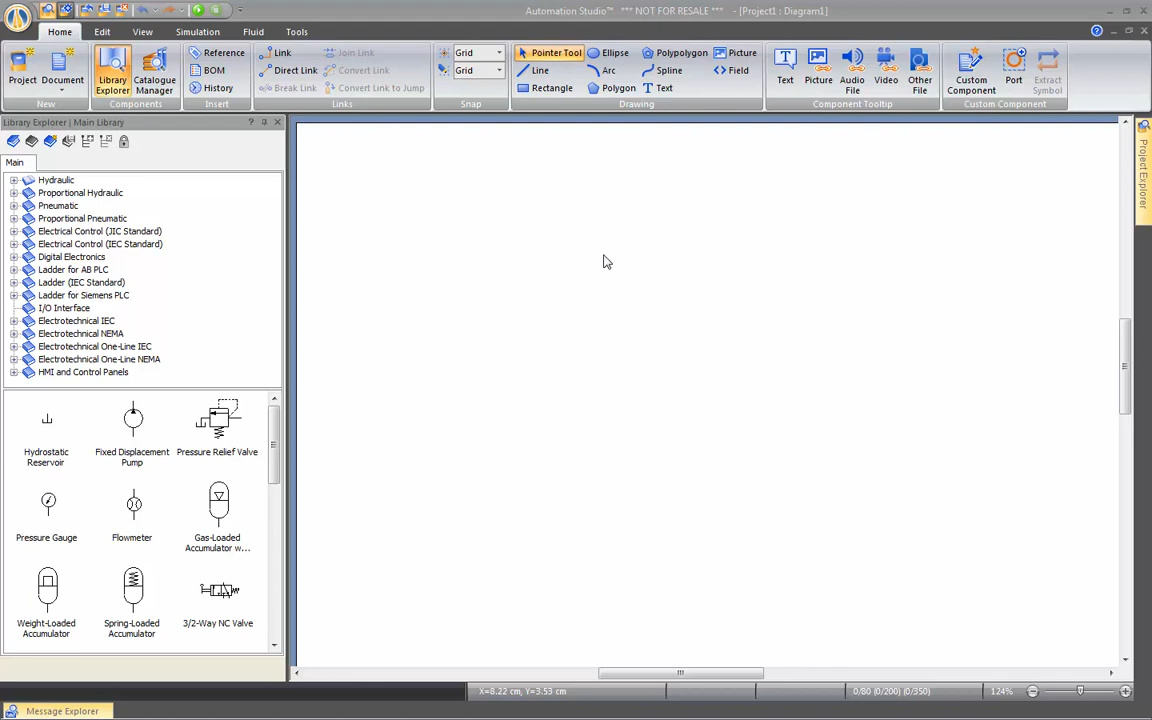 Automation Studio™ *** NOT FOR RESALE *** - [Project1 : Diagram1]
Home Edit View Simulation Fluid Tools
Project
Document
New
Library Explorer
Catalogue Manager
Components
Reference
BOM
History
Insert
Link
Direct Link
Break Link
Join Link
Convert Link
Convert Link to Jump
Links
Grid
Grid
Snap
Pointer Tool
Line
Rectangle
Ellipse
Arc
Polygon
Polypolygon
Spline
Text
Picture
Field
Drawing
Text
Picture
Audio File
Video
Other File
Component Tooltip
Custom Component
Port
Extract Symbol
Custom Component
Library Explorer | Main Library
Main
Hydraulic
Proportional Hydraulic
Pneumatic
Proportional Pneumatic
Electrical Control (JIC Standard)
Electrical Control (IEC Standard)
Digital Electronics
Ladder for AB PLC
Ladder (IEC Standard)
Ladder for Siemens PLC
I/O Interface
Electrotechnical IEC
Electrotechnical NEMA
Electrotechnical One-Line IEC
Electrotechnical One-Line NEMA
HMI and Control Panels
Hydrostatic Reservoir
Fixed Displacement Pump
Pressure Relief Valve
Pressure Gauge
Flowmeter
Gas-Loaded Accumulator w...
Weight-Loaded Accumulator
Spring-Loaded Accumulator
3/2-Way NC Valve
Project Explorer
X=8.22 cm, Y=3.53 cm
0/80 (0/200) (0/350)
124%
Message Explorer